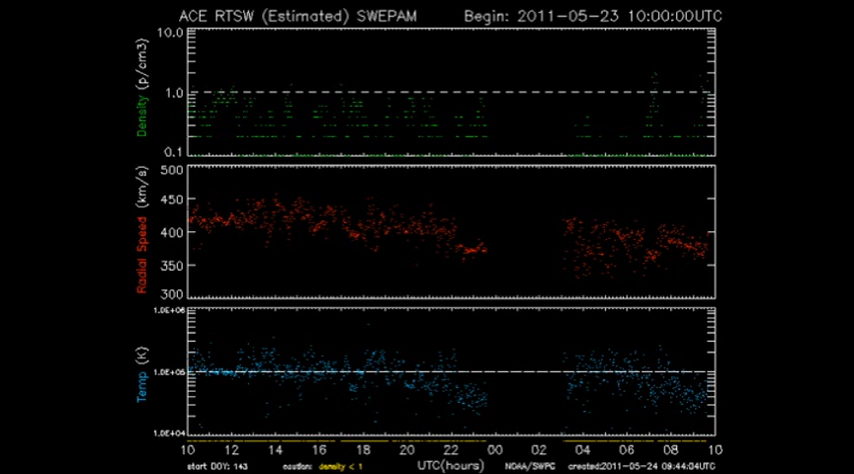 ACE RTSW (Estimated) SWEPAM Begin: 2011-05-23 10:00:00UTC
10.0
1.0
0.1
Density (p/cm3)
500
450
400
350
300
Radial Speed (km/s)
1.0E+06
1.0E+05
1.0E+04
Temp (K)
10 12 14 16 18 20 22 00 02 04 06 08 10
start DOY: 143 caution: density < 1 UTC(hours) NOAA/SWPC created:2011-05-24 09:44:04UTC